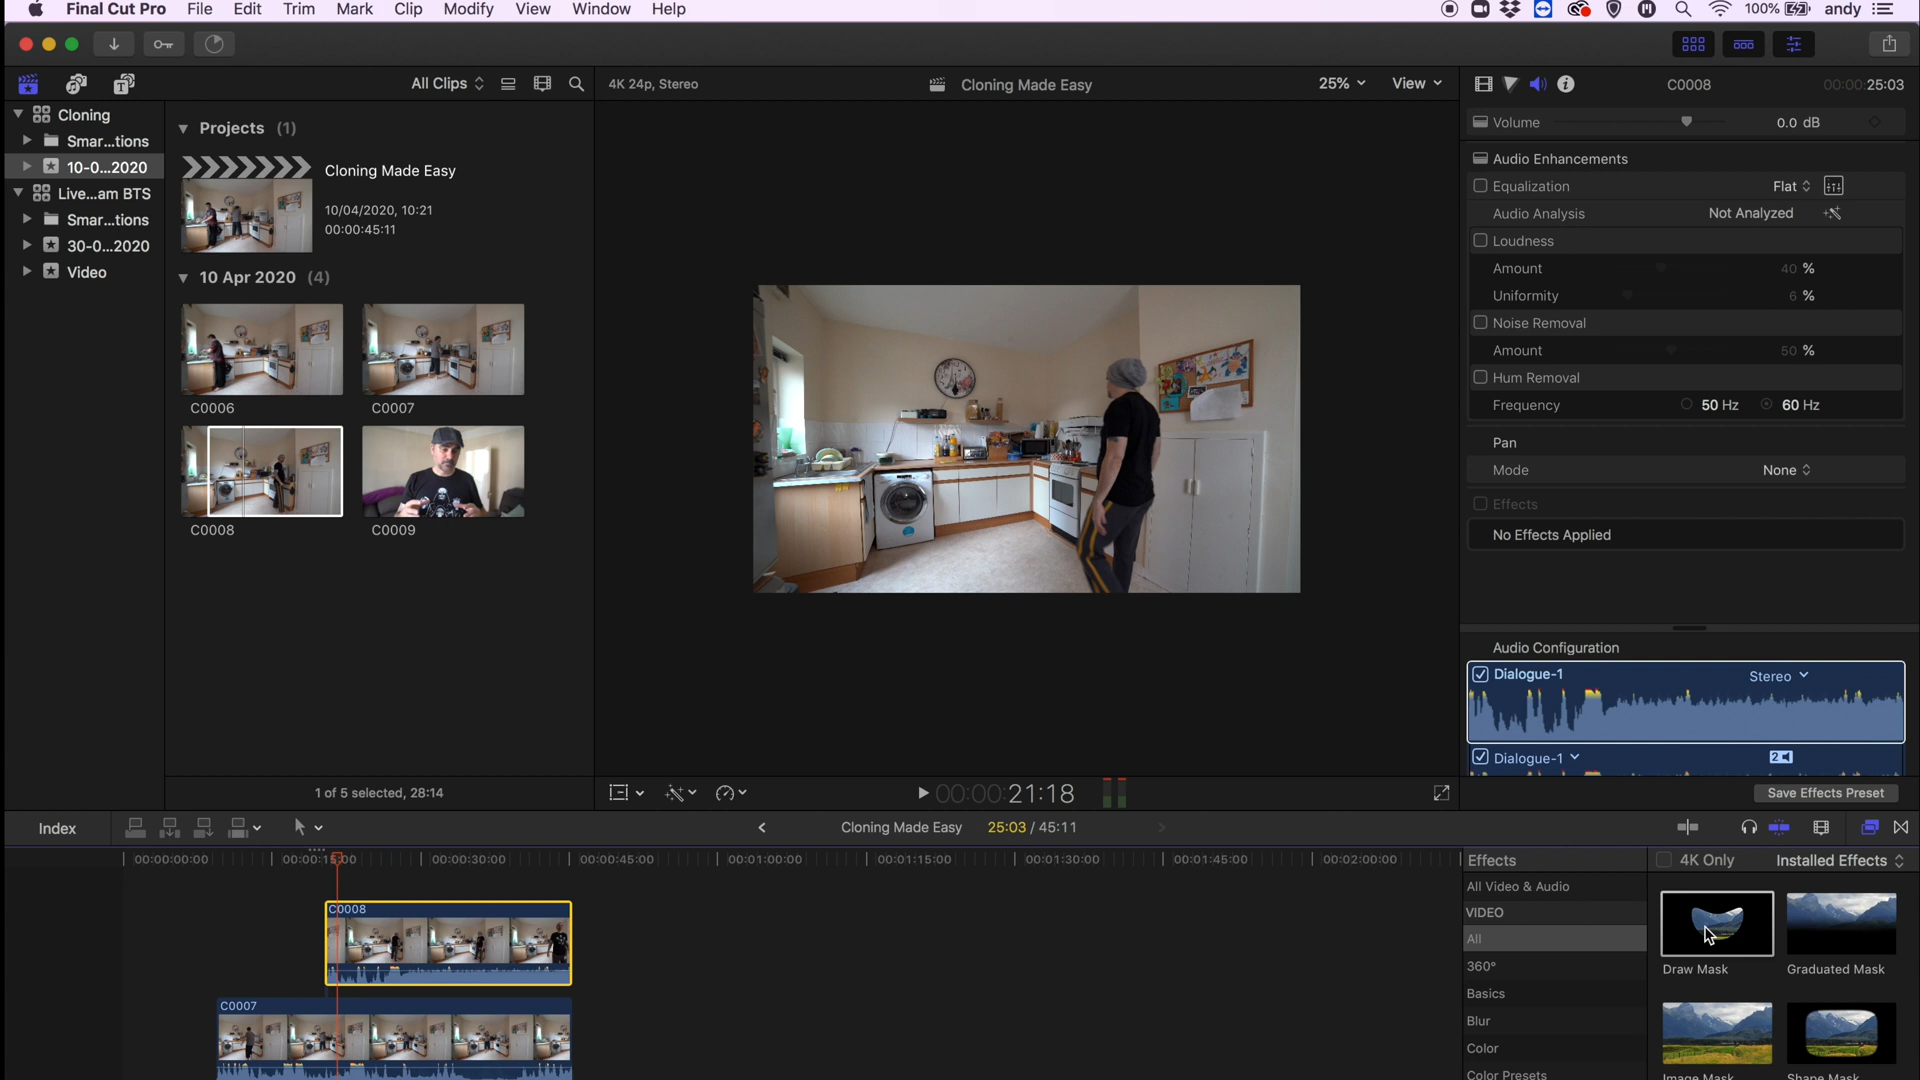 Final Cut Pro File Edit Trim Mark Clip Modify View Window Help 100% andy
All Clips
4K 24p, Stereo
Cloning Made Easy
25%
View
C0008
00:00:25:03
Cloning
Smar...tions
10-0...2020
Live...am BTS
Smar...tions
30-0...2020
Video
Projects (1)
Cloning Made Easy
10/04/2020, 10:21
00:00:45:11
10 Apr 2020 (4)
C0006
C0007
C0008
C0009
1 of 5 selected, 28:14
00:00:00:21:18
Volume 0.0 dB
Audio Enhancements
Equalization Flat
Audio Analysis Not Analyzed
Loudness
Amount 40 %
Uniformity 6 %
Noise Removal
Amount 50 %
Hum Removal
Frequency 50 Hz 60 Hz
Pan
Mode None
Effects
No Effects Applied
Audio Configuration
Dialogue-1 Stereo
Dialogue-1 2
Save Effects Preset
Index
Cloning Made Easy 25:03 / 45:11
00:00:00:00 00:00:15:00 00:00:30:00 00:00:45:00 00:01:00:00 00:01:15:00 00:01:30:00 00:01:45:00 00:02:00:00
C0008
C0007
Effects
4K Only
Installed Effects
All Video & Audio
VIDEO
All
360°
Basics
Blur
Color
Color Presets
Draw Mask
Graduated Mask
Image Mask
Shape Mask